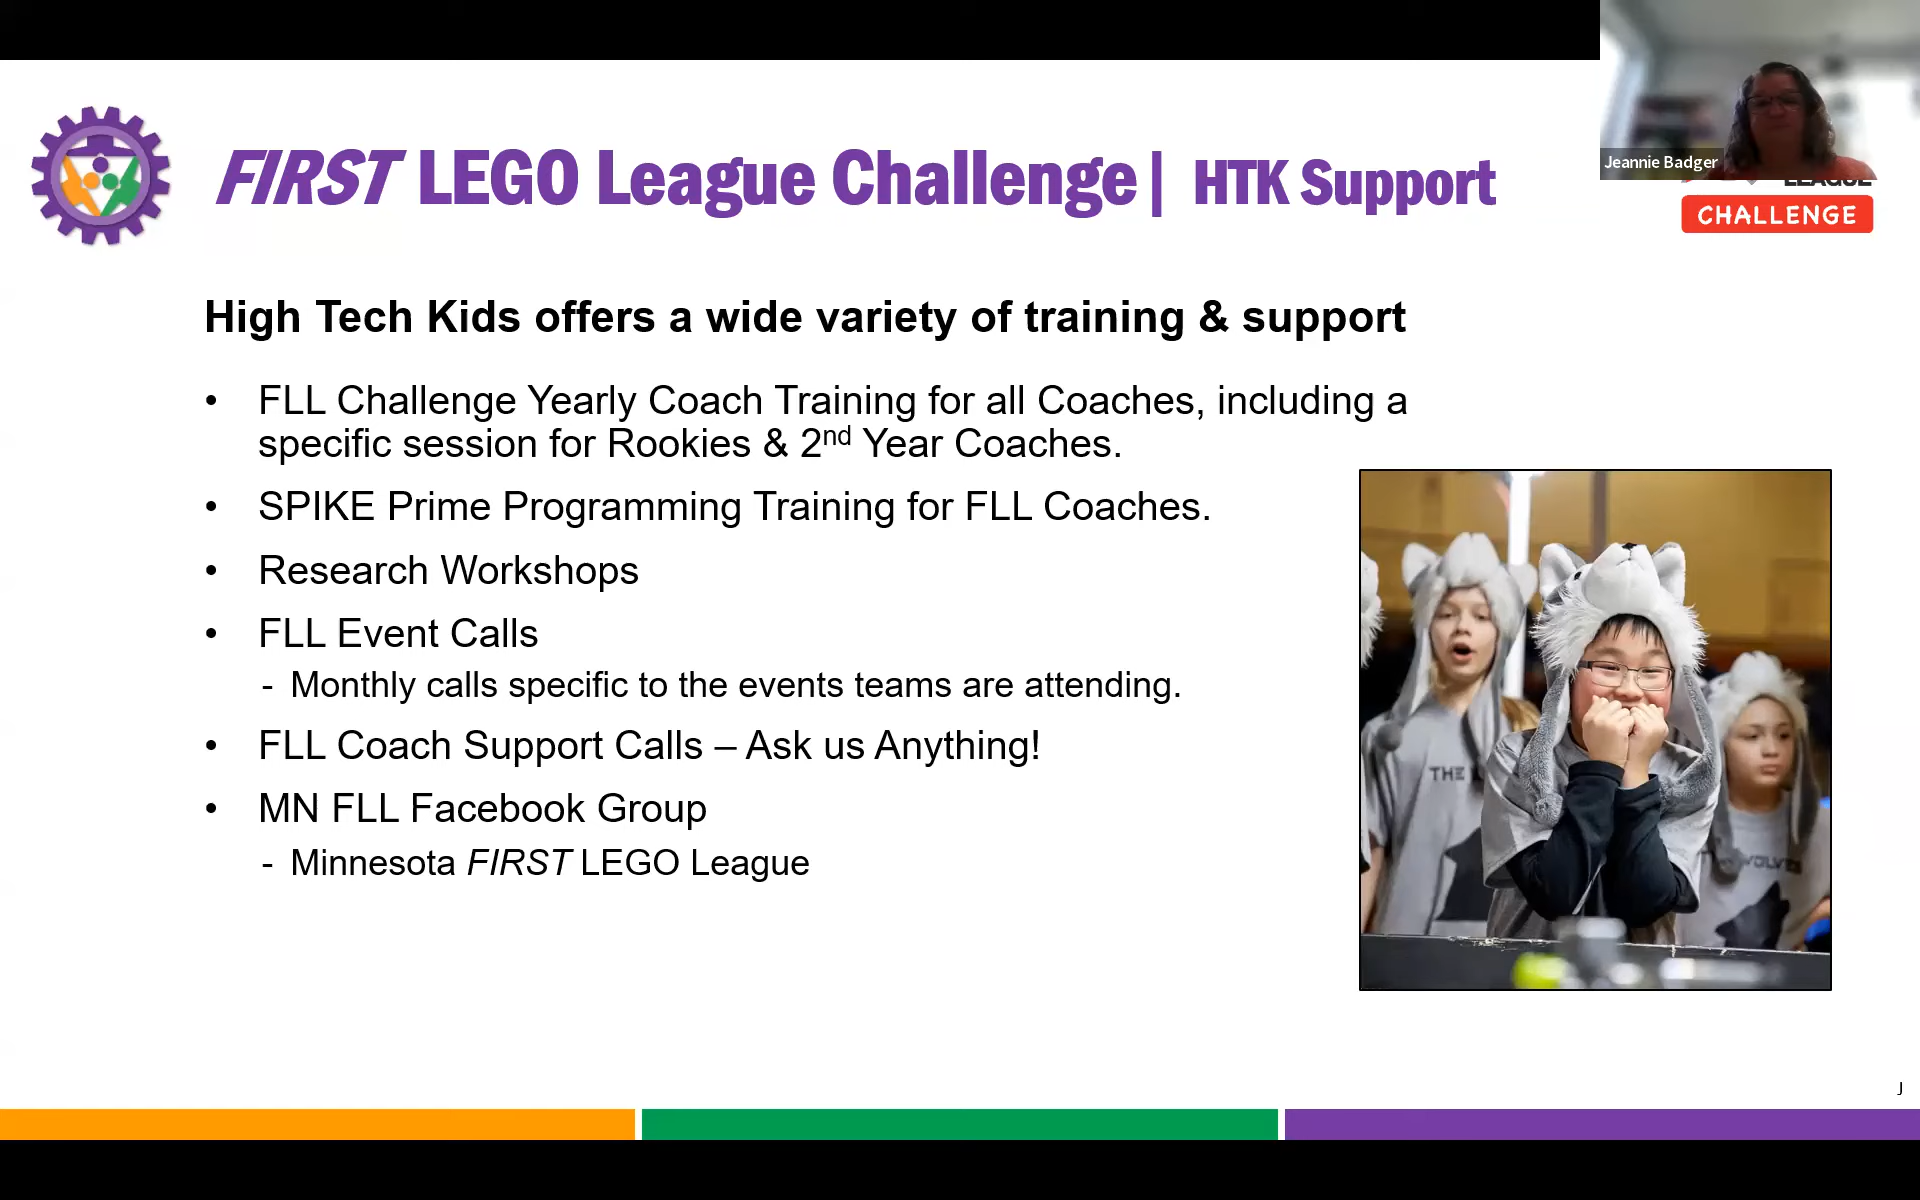 Jeannie Badger
FIRST LEGO League Challenge| HTK Support
LEAGUE
CHALLENGE
High Tech Kids offers a wide variety of training & support
• FLL Challenge Yearly Coach Training for all Coaches, including a
specific session for Rookies & 2nd Year Coaches.
• SPIKE Prime Programming Training for FLL Coaches.
• Research Workshops
• FLL Event Calls
- Monthly calls specific to the events teams are attending.
• FLL Coach Support Calls – Ask us Anything!
• MN FLL Facebook Group
- Minnesota FIRST LEGO League
THE
WOLVES
J